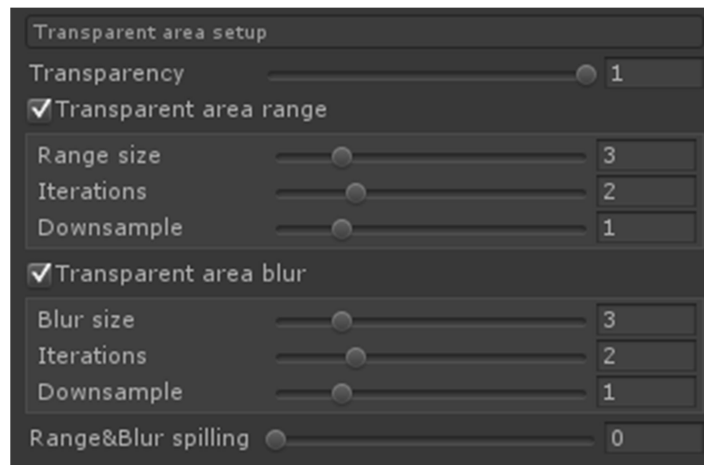 Transparent area setup
Transparency 1
Transparent area range
Range size 3
Iterations 2
Downsample 1
Transparent area blur
Blur size 3
Iterations 2
Downsample 1
Range&Blur spilling 0